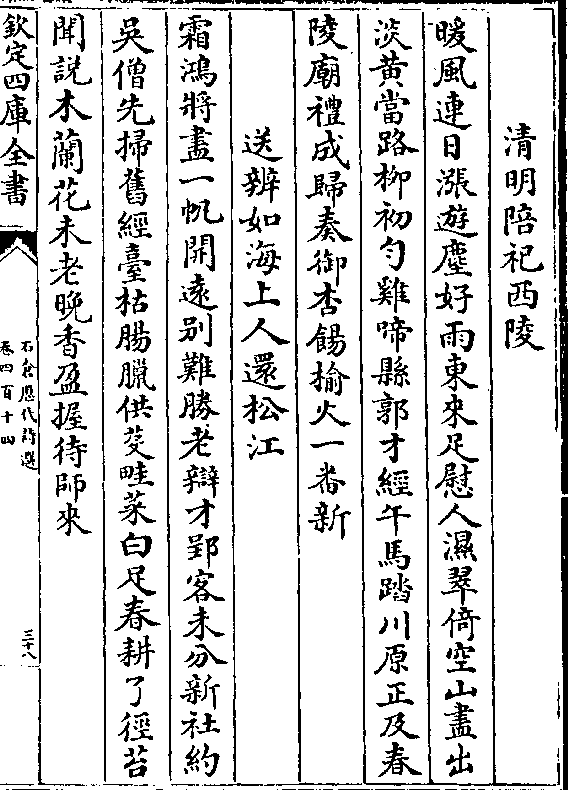 清明陪祀西陵
暖風連日漲遊塵好雨東來足慰人濕翠倚空山盡出
淡黄當路柳初勻雞啼縣郭才經午馬踏川原正及春
陵廟禮成歸奏御杏餳揄火一番新
送辨如海上人還松江
霜鴻將盡一帆開逺别難勝老辯才郢客未分新社約
吳僧先掃舊經臺枯腸臘供芟畦菜白足春耕了徑苔
聞說木蘭花未老晚香盈握待師來
欽定四庫全書
石倉歴代詩選
卷四百十四
三十八